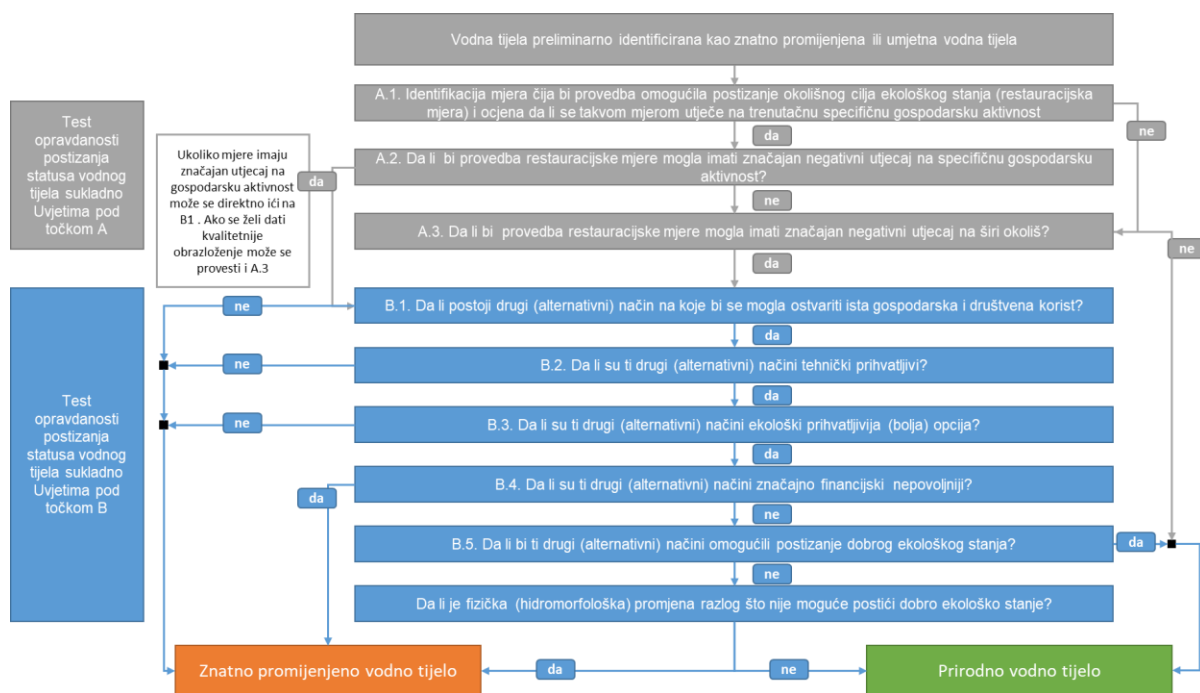 Vodna tijela preliminarno identificirana kao znatno promijenjena ili umjetna vodna tijela
A.1. Identifikacija mjera čija bi provedba omogućila postizanje okolišnog cilja ekološkog stanja (restauracijska
mjera) i ocjena da li se takvom mjerom utječe na trenutačnu specifičnu gospodarsku aktivnost
ne
da
Test
opravdanosti
postizanja
statusa vodnog
tijela sukladno
Uvjetima pod
točkom A
Ukoliko mjere imaju
značajan utjecaj na
gospodarsku aktivnost
može se direktno ići na
B1 . Ako se želi dati
kvalitetnije
obrazloženje može se
provesti i A.3
da
A.2. Da li bi provedba restauracijske mjere mogla imati značajan negativni utjecaj na specifičnu gospodarsku
aktivnost?
ne
A.3. Da li bi provedba restauracijske mjere mogla imati značajan negativni utjecaj na širi okoliš?
ne
da
Test
opravdanosti
postizanja
statusa vodnog
tijela sukladno
Uvjetima pod
točkom B
ne
B.1. Da li postoji drugi (alternativni) način na koje bi se mogla ostvariti ista gospodarska i društvena korist?
da
ne
B.2. Da li su ti drugi (alternativni) načini tehnički prihvatljivi?
da
ne
B.3. Da li su ti drugi (alternativni) načini ekološki prihvatljivija (bolja) opcija?
da
da
B.4. Da li su ti drugi (alternativni) načini značajno financijski nepovoljniji?
ne
B.5. Da li bi ti drugi (alternativni) načini omogućili postizanje dobrog ekološkog stanja?
da
ne
Da li je fizička (hidromorfološka) promjena razlog što nije moguće postići dobro ekološko stanje?
Znatno promijenjeno vodno tijelo
da
ne
Prirodno vodno tijelo